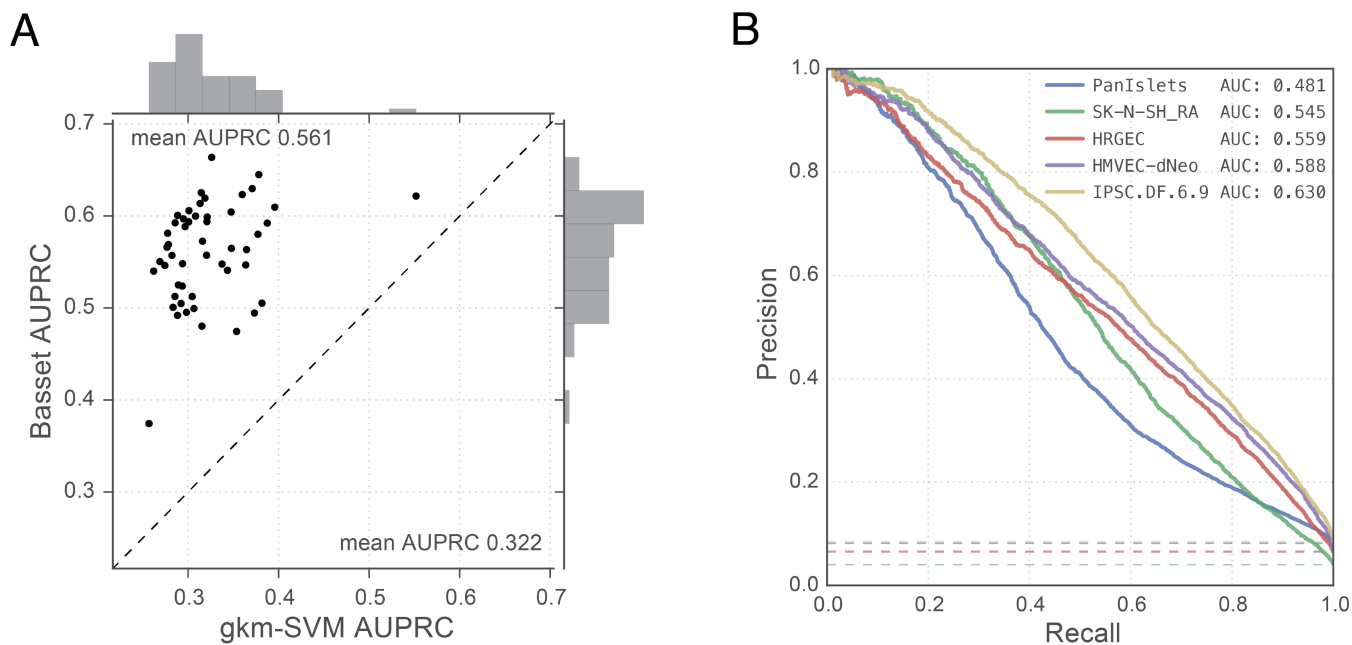 A
mean AUPRC 0.561
0.7
0.6
0.5
0.4
0.3
Basset AUPRC
mean AUPRC 0.322
0.3 0.4 0.5 0.6 0.7
gkm-SVM AUPRC
B
1.0
0.8
0.6
0.4
0.2
0.0
Precision
PanIslets AUC: 0.481
SK-N-SH_RA AUC: 0.545
HRGEC AUC: 0.559
HMVEC-dNeo AUC: 0.588
IPSC.DF.6.9 AUC: 0.630
0.0 0.2 0.4 0.6 0.8 1.0
Recall